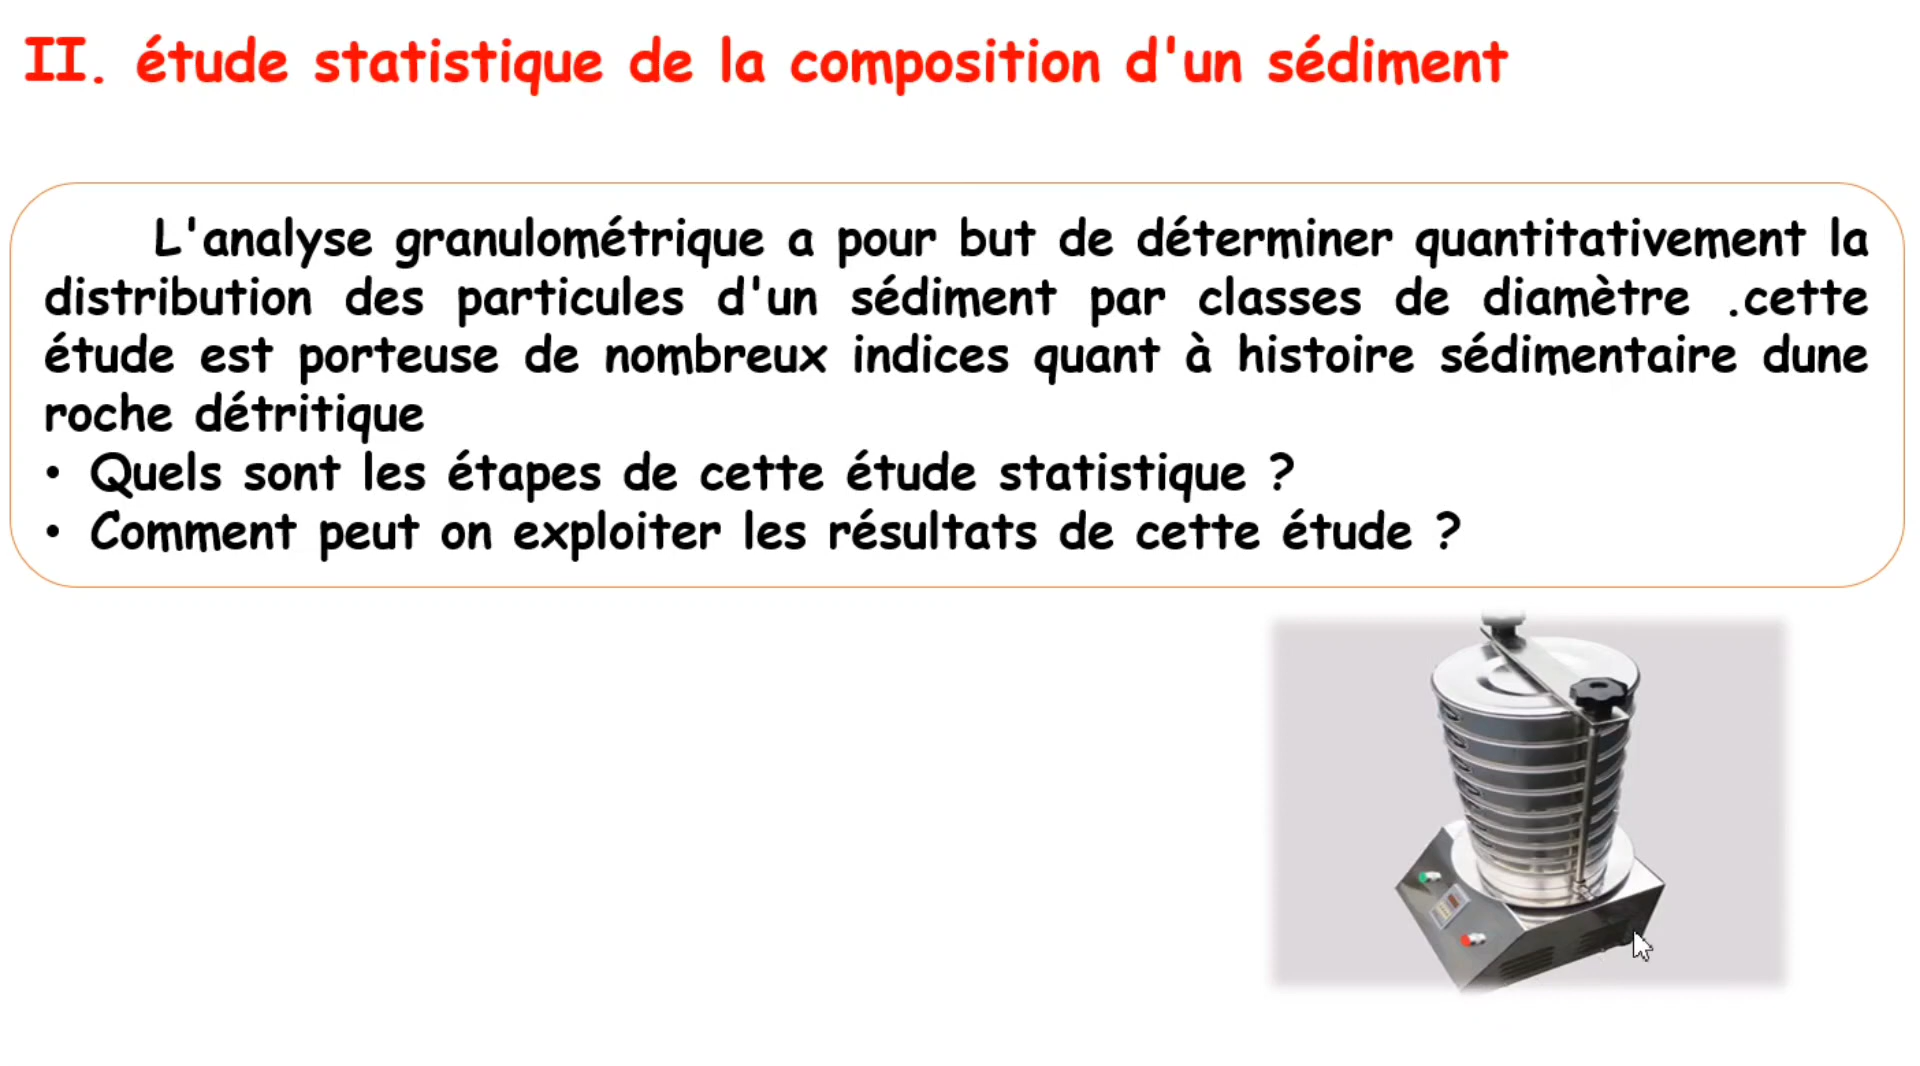 II. étude statistique de la composition d'un sédiment
L'analyse granulométrique a pour but de déterminer quantitativement la
distribution des particules d'un sédiment par classes de diamètre .cette
étude est porteuse de nombreux indices quant à histoire sédimentaire dune
roche détritique
• Quels sont les étapes de cette étude statistique ?
• Comment peut on exploiter les résultats de cette étude ?